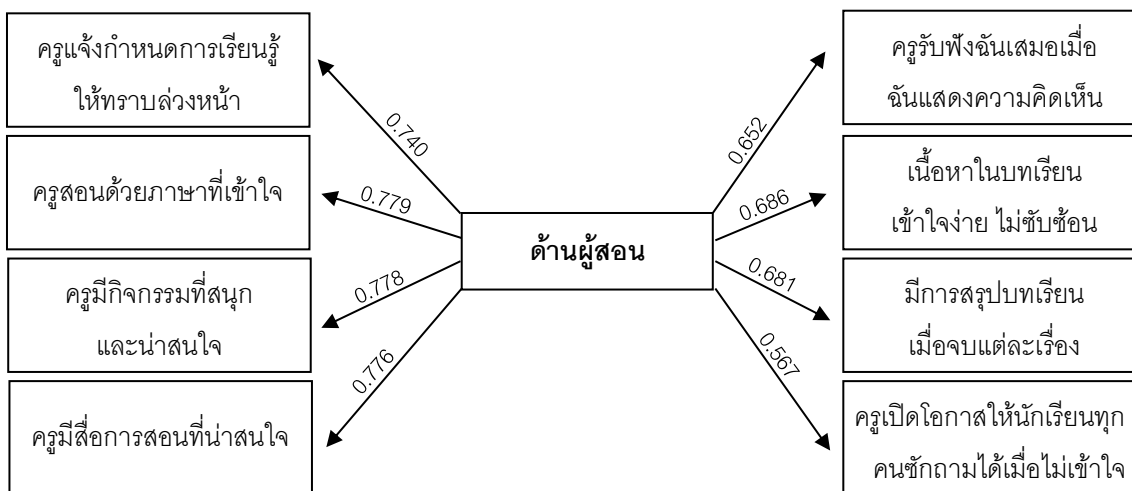 ครูแจ้งกำหนดการเรียนรู้
ให้ทราบล่วงหน้า
ครูสอนด้วยภาษาที่เข้าใจ
ครูมีกิจกรรมที่สนุก
และน่าสนใจ
ครูมีสื่อการสอนที่น่าสนใจ
0.740
0.779
0.778
0.776
ด้านผู้สอน
0.652
0.686
0.681
0.567
ครูรับฟังฉันเสมอเมื่อ
ฉันแสดงความคิดเห็น
เนื้อหาในบทเรียน
เข้าใจง่าย ไม่ซับซ้อน
มีการสรุปบทเรียน
เมื่อจบแต่ละเรื่อง
ครูเปิดโอกาสให้นักเรียนทุก
คนซักถามได้เมื่อไม่เข้าใจ